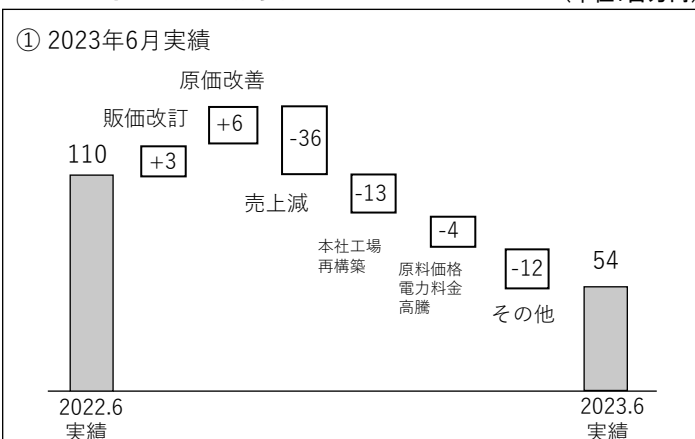 ① 2023年6月実績
原価改善
販価改訂
+6
-36
110
+3
売上減
-13
本社工場
再構築
-4
原料価格
電力料金
高騰
-12
54
その他
2022.6
実績
2023.6
実績